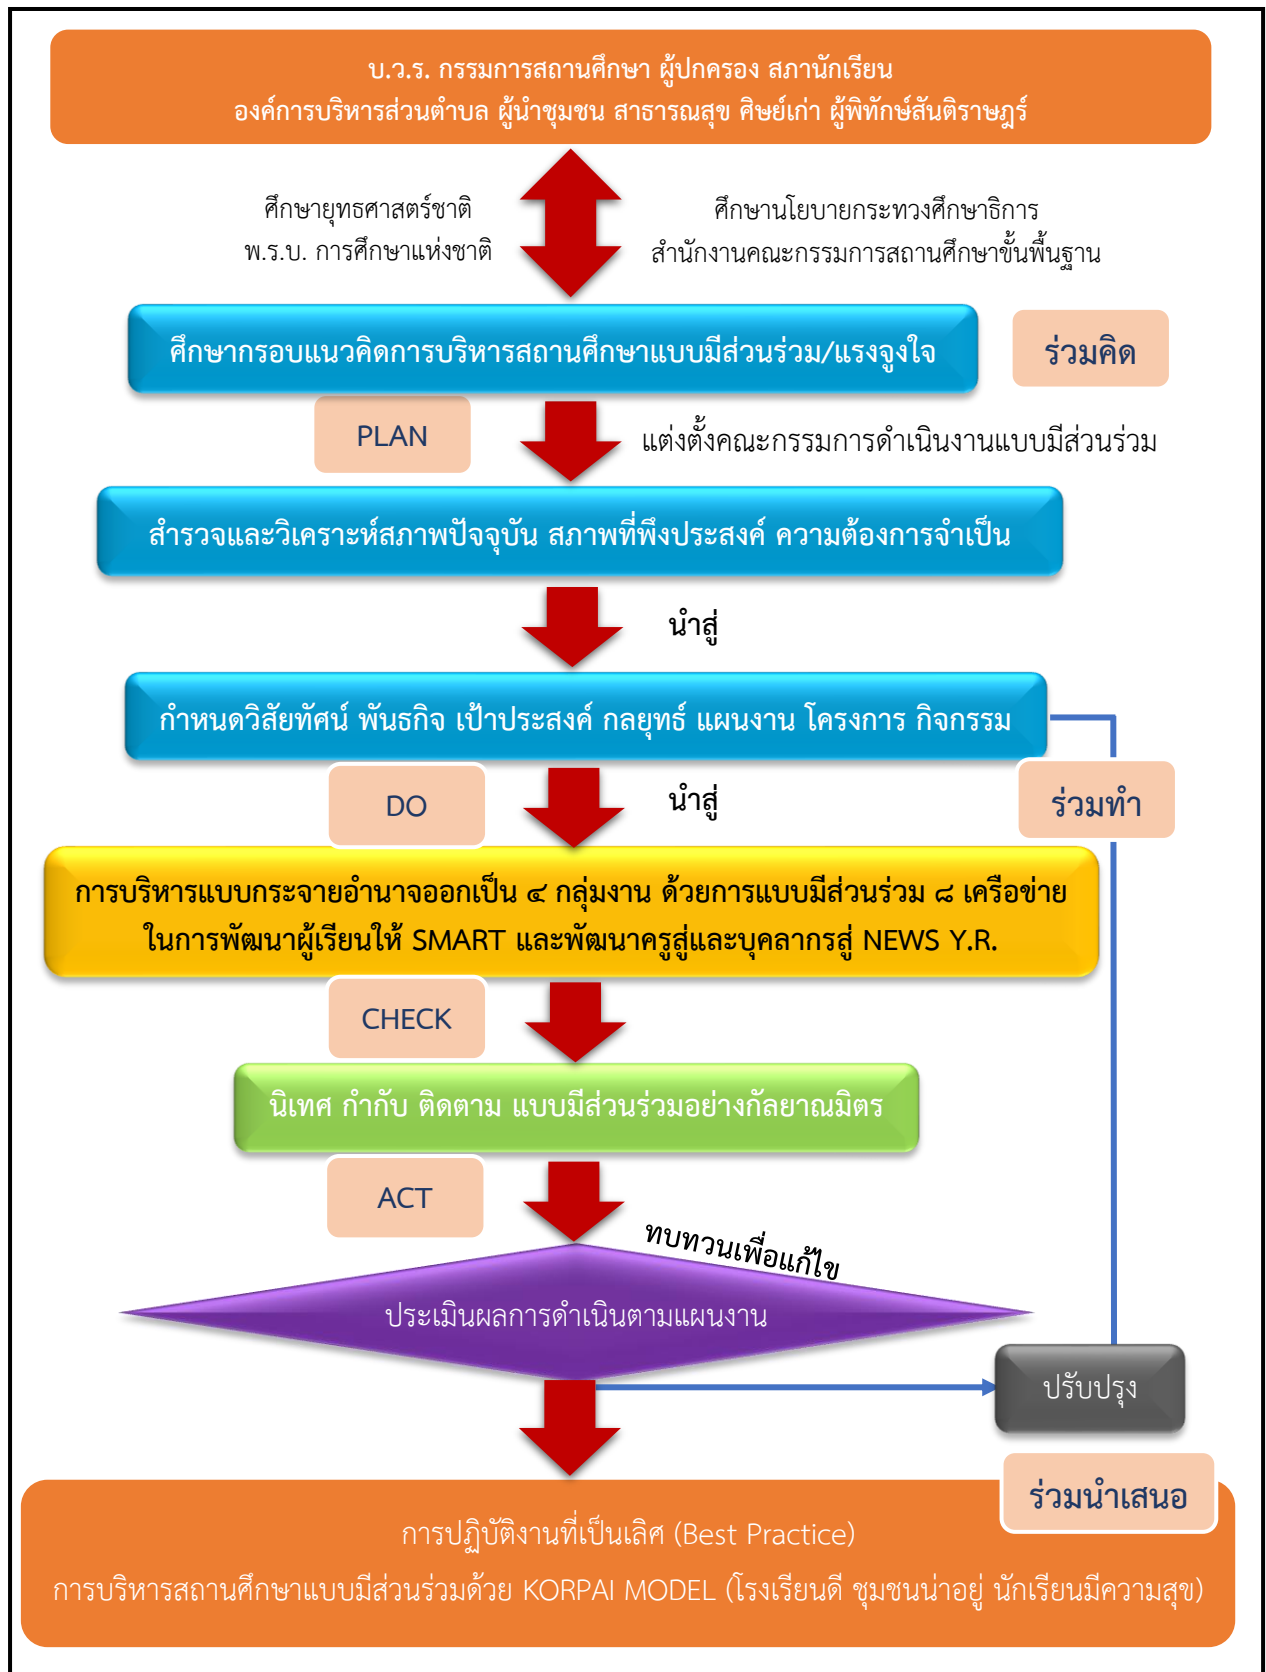 บ.ว.ร. กรรมการสถานศึกษา ผู้ปกครอง สภานักเรียน
องค์การบริหารส่วนตำบล ผู้นำชุมชน สาธารณสุข ศิษย์เก่า ผู้พิทักษ์สันติราษฎร์
ศึกษายุทธศาสตร์ชาติ
พ.ร.บ. การศึกษาแห่งชาติ
ศึกษานโยบายกระทวงศึกษาธิการ
สำนักงานคณะกรรมการสถานศึกษาขั้นพื้นฐาน
ศึกษากรอบแนวคิดการบริหารสถานศึกษาแบบมีส่วนร่วม/แรงจูงใจ
ร่วมคิด
PLAN
แต่งตั้งคณะกรรมการดำเนินงานแบบมีส่วนร่วม
สำรวจและวิเคราะห์สภาพปัจจุบัน สภาพที่พึงประสงค์ ความต้องการจำเป็น
นำสู่
กำหนดวิสัยทัศน์ พันธกิจ เป้าประสงค์ กลยุทธ์ แผนงาน โครงการ กิจกรรม
DO
นำสู่
ร่วมทำ
การบริหารแบบกระจายอำนาจออกเป็น ๔ กลุ่มงาน ด้วยการแบบมีส่วนร่วม ๘ เครือข่าย
ในการพัฒนาผู้เรียนให้ SMART และพัฒนาครูสู่และบุคลากรสู่ NEWS Y.R.
CHECK
นิเทศ กำกับ ติดตาม แบบมีส่วนร่วมอย่างกัลยาณมิตร
ACT
ทบทวนเพื่อแก้ไข
ประเมินผลการดำเนินตามแผนงาน
ปรับปรุง
ร่วมนำเสนอ
การปฏิบัติงานที่เป็นเลิศ (Best Practice)
การบริหารสถานศึกษาแบบมีส่วนร่วมด้วย KORPAI MODEL (โรงเรียนดี ชุมชนน่าอยู่ นักเรียนมีความสุข)